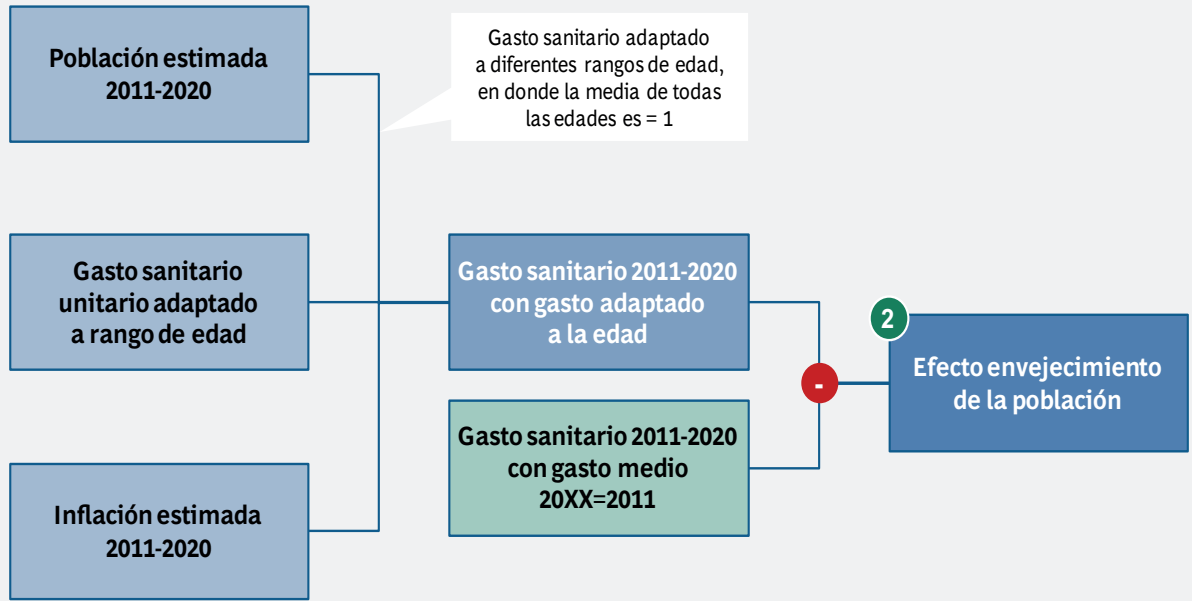 Población estimada
2011-2020
Gasto sanitario adaptado
a diferentes rangos de edad,
en donde la media de todas
las edades es = 1
Gasto sanitario
unitario adaptado
a rango de edad
Gasto sanitario 2011-2020
con gasto adaptado
a la edad
2
Efecto envejecimiento
de la población
-
Gasto sanitario 2011-2020
con gasto medio
20XX=2011
Inflación estimada
2011-2020